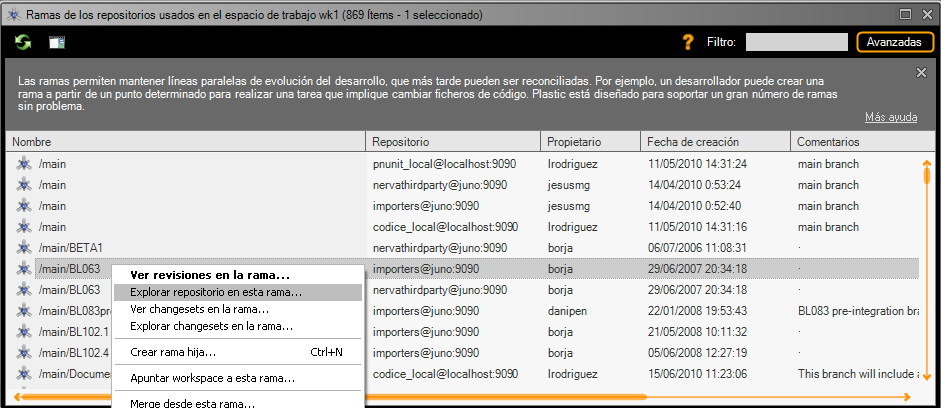 Ramas de los repositorios usados en el espacio de trabajo wk1 (869 Ítems - 1 seleccionado)
? Filtro: Avanzadas
Las ramas permiten mantener líneas paralelas de evolución del desarrollo, que más tarde pueden ser reconciliadas. Por ejemplo, un desarrollador puede crear una
rama a partir de un punto determinado para realizar una tarea que implique cambiar ficheros de código. Plastic está diseñado para soportar un gran número de ramas
sin problema.
Más ayuda
Nombre Repositorio Propietario Fecha de creación Comentarios
/main pnunit_local@localhost:9090 lrodriguez 11/05/2010 14:31:24 main branch
/main nervathirdparty@juno:9090 jesusmg 14/04/2010 0:53:24 main branch
/main importers@juno:9090 jesusmg 14/04/2010 0:52:40 main branch
/main codice_local@localhost:9090 lrodriguez 11/05/2010 14:31:16 main branch
/main/BETA1 nervathirdparty@juno:9090 borja 06/07/2006 11:08:31 .
/main/BL063 importers@juno:9090 borja 29/06/2007 20:34:18 .
/main/BL063 nervathirdparty@juno:9090 borja 29/06/2007 20:34:18 .
/main/BL083pre importers@juno:9090 danipen 22/01/2008 19:53:43 BL083 pre-integration bra
/main/BL102.1 importers@juno:9090 borja 21/05/2008 10:11:32 .
/main/BL102.4 importers@juno:9090 borja 05/06/2008 12:27:19 .
/main/Docume codice_local@localhost:9090 lrodriguez 15/06/2010 11:23:06 This branch will include a
Ver revisiones en la rama...
Explorar repositorio en esta rama...
Ver changesets en la rama...
Explorar changesets en la rama...
Crear rama hija... Ctrl+N
Apuntar workspace a esta rama...
Merge desde esta rama...